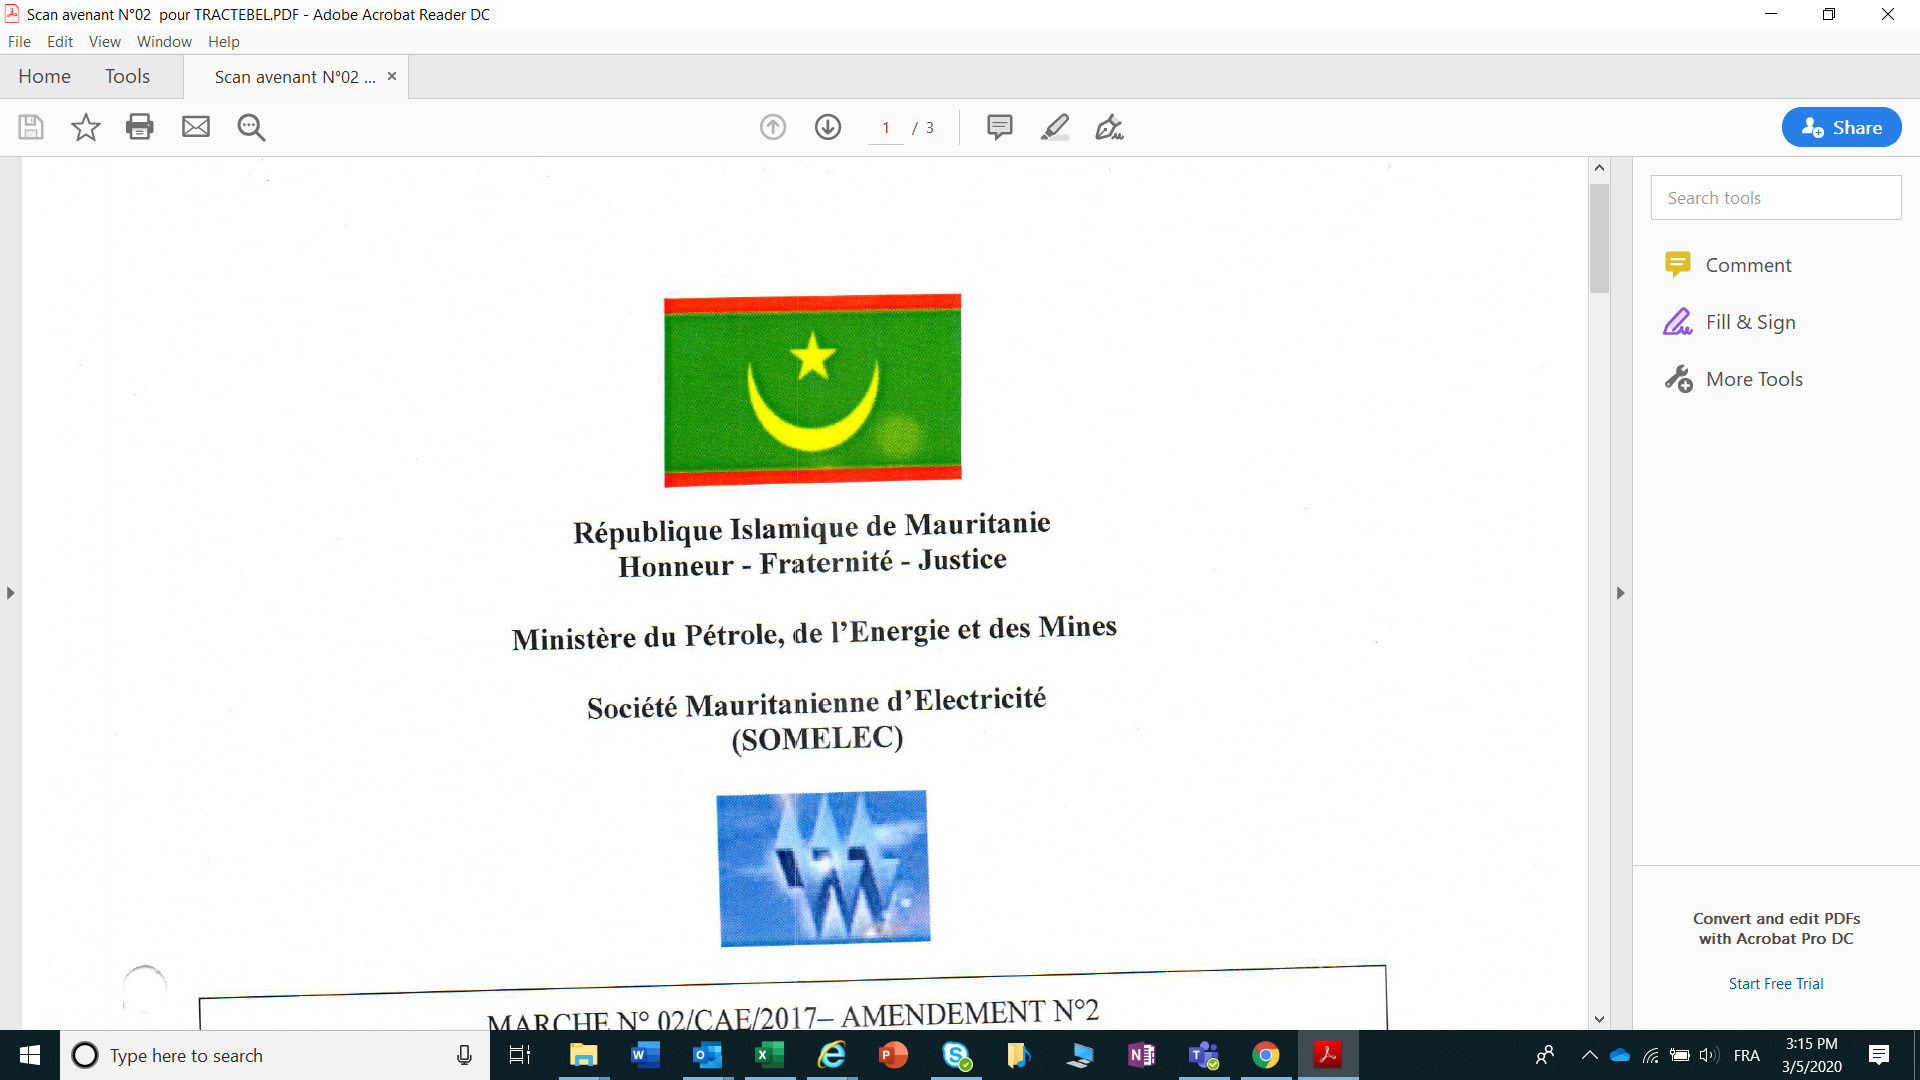 Scan avenant N°02  pour TRACTEBEL.PDF - Adobe Acrobat Reader DC
File Edit View Window Help
Home Tools Scan avenant N°02 ...
1 / 3
Share
Search tools
Comment
Fill & Sign
More Tools
République Islamique de Mauritanie
Honneur - Fraternité - Justice
Ministère du Pétrole, de l'Energie et des Mines
Société Mauritanienne d'Electricité
(SOMELEC)
MARCHE N° 02/CAE/2017– AMENDEMENT N°2
Convert and edit PDFs
with Acrobat Pro DC
Start Free Trial
Type here to search
FRA
3:15 PM
3/5/2020